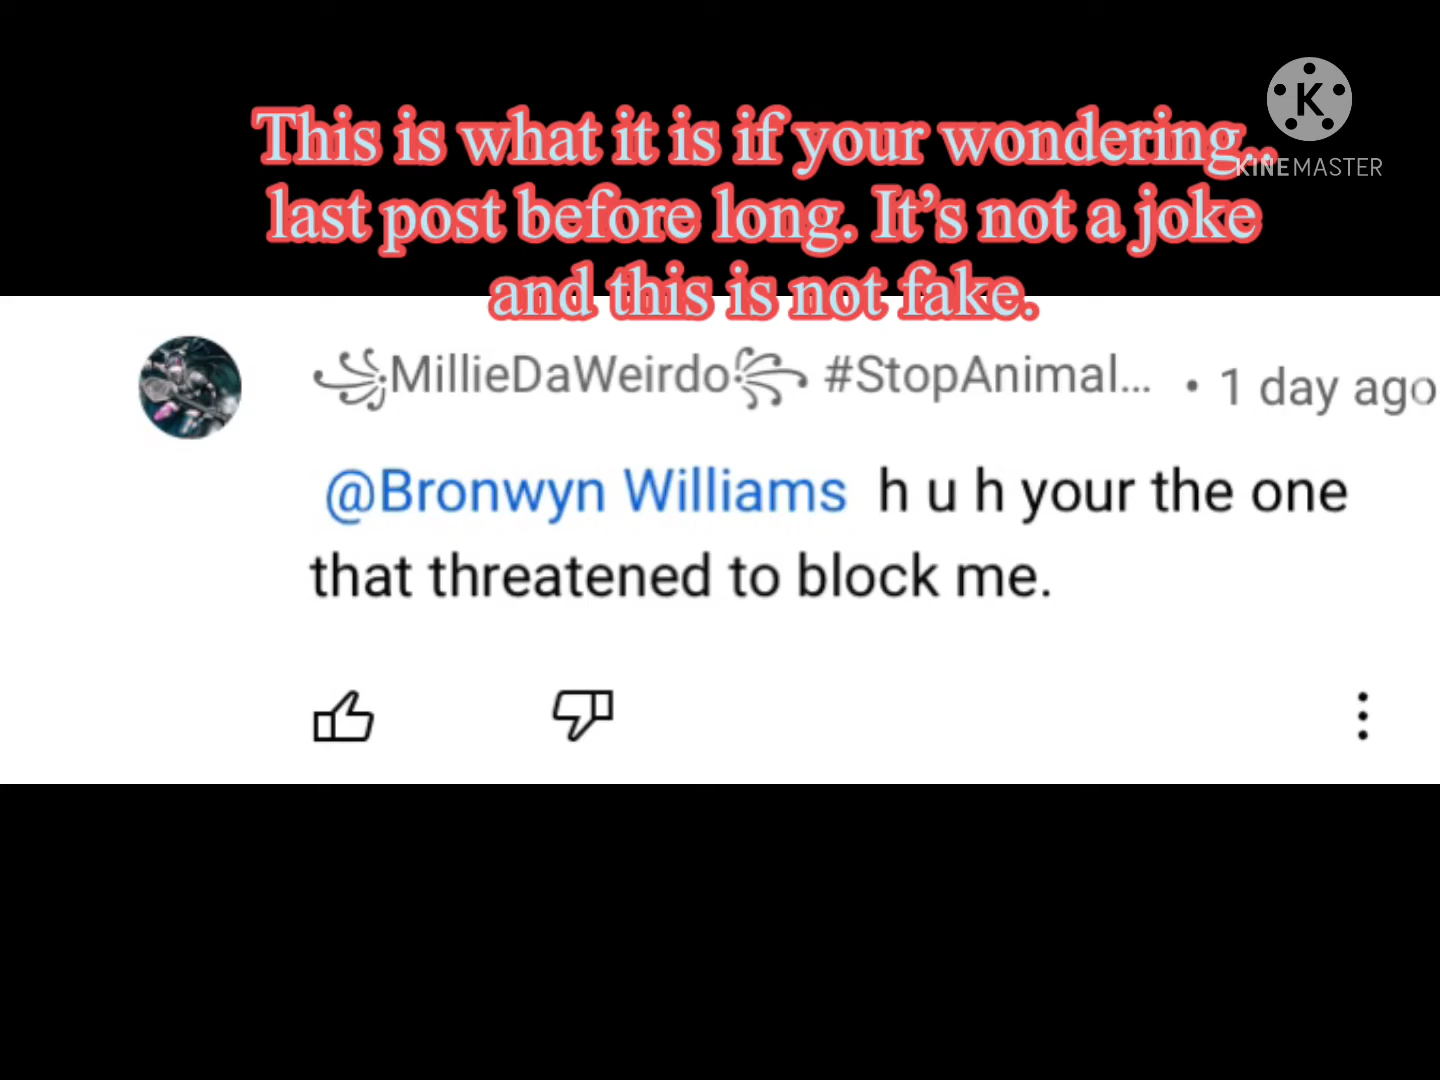 This is what it is if your wondering..
last post before long. It’s not a joke
and this is not fake.
K
KINEMASTER
꧁MillieDaWeirdo꧂ #StopAnimal... • 1 day ago
@Bronwyn Williams h u h your the one
that threatened to block me.